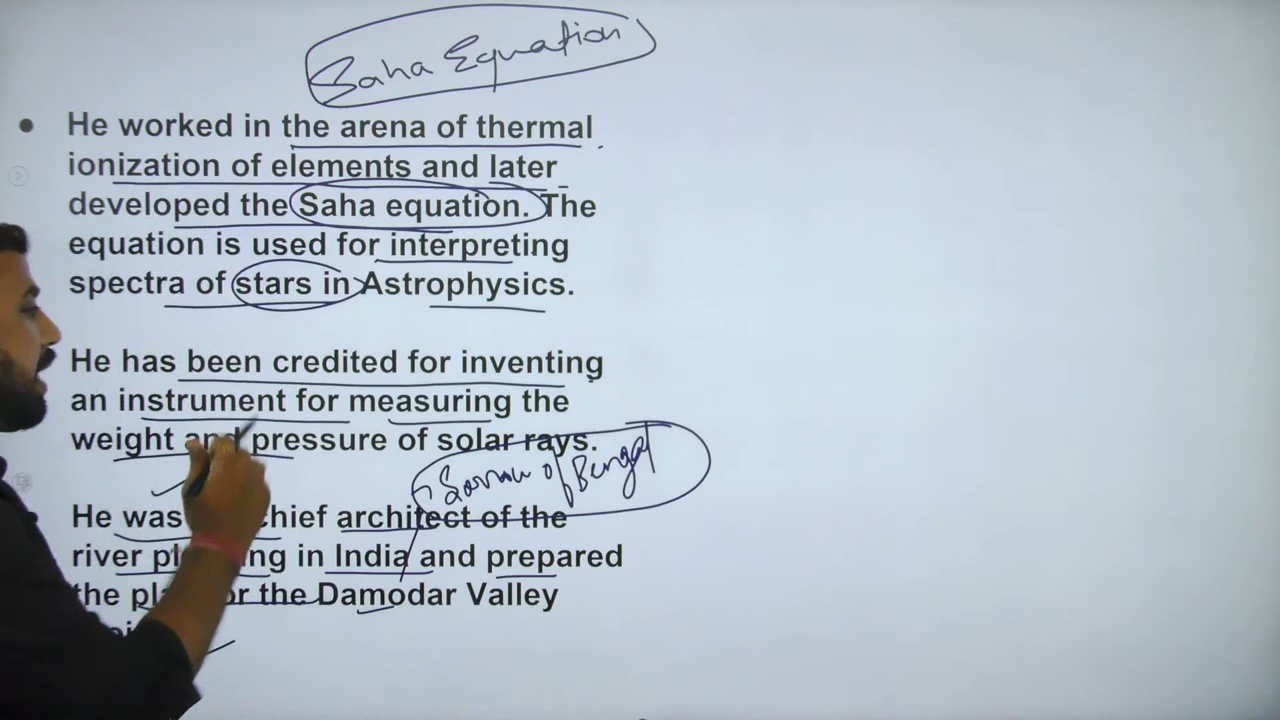 Saha Equation
He worked in the arena of thermal
ionization of elements and later
developed the Saha equation. The
equation is used for interpreting
spectra of stars in Astrophysics.
He has been credited for inventing
an instrument for measuring the
weight and pressure of solar rays.
Sorrow of Bengal
He was chief architect of the
river in India and prepared
the the Damodar Valley